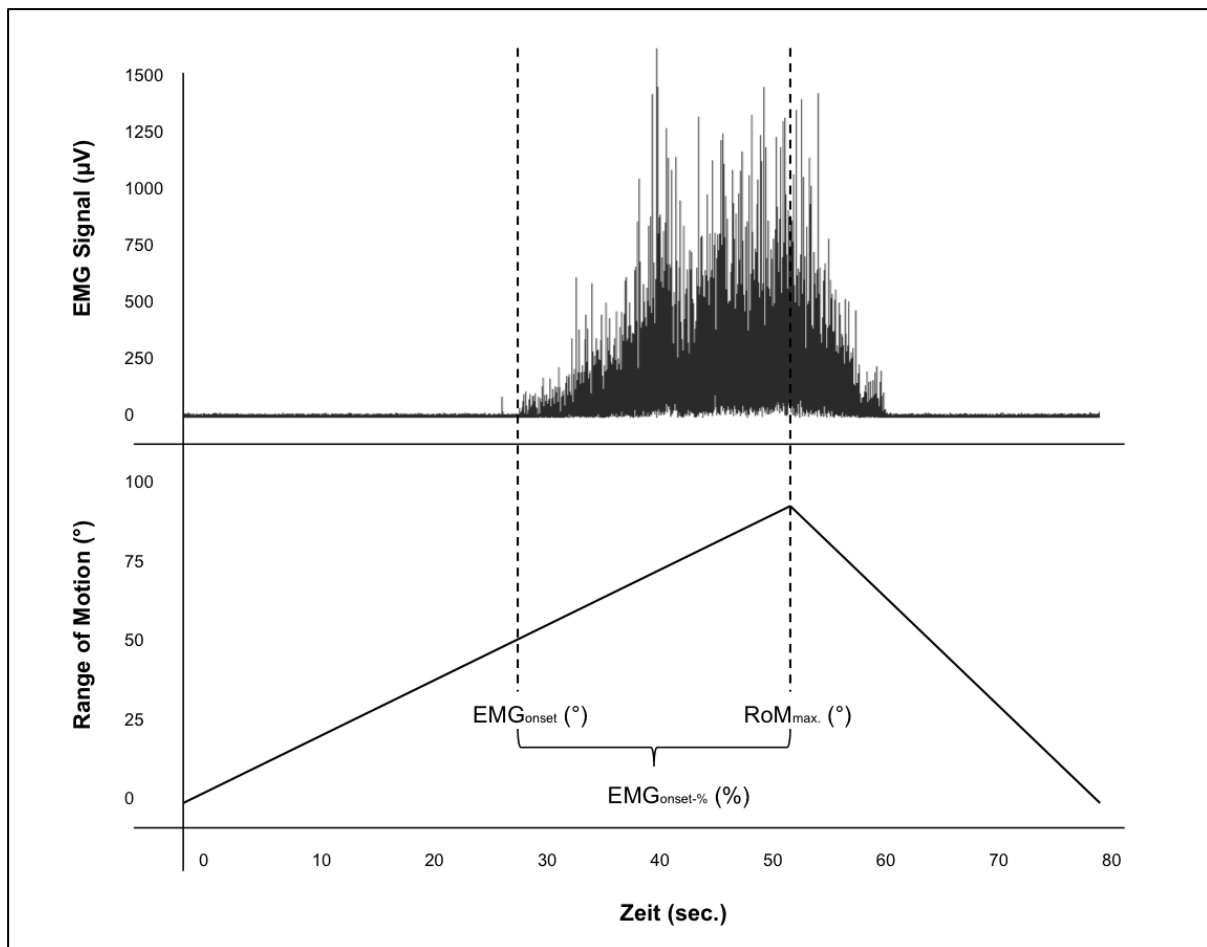 EMG Signal (µV)
1500
1250
1000
750
500
250
0
Range of Motion (°)
100
75
50
25
0
EMGonset (°)
RoMmax. (°)
EMGonset-% (%)
0 10 20 30 40 50 60 70 80
Zeit (sec.)